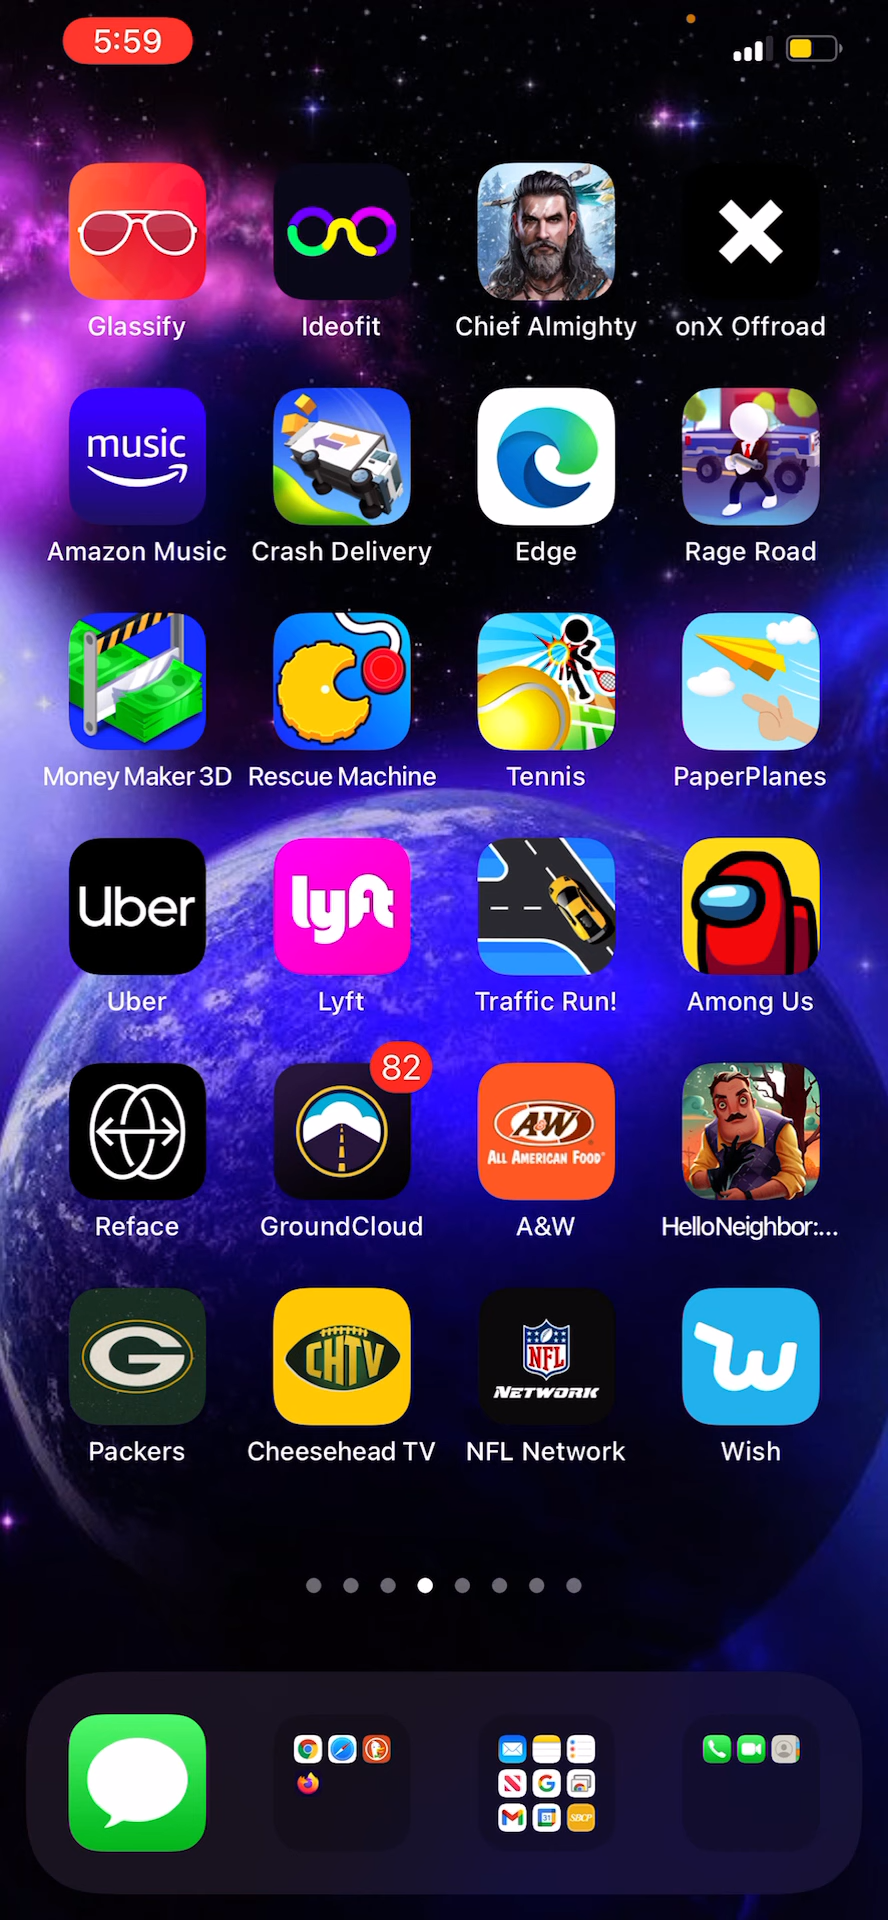 5:59
Glassify
Ideofit
Chief Almighty
onX Offroad
music
Amazon Music
Crash Delivery
Edge
Rage Road
Money Maker 3D
Rescue Machine
Tennis
PaperPlanes
Uber
lyft
Uber
Lyft
Traffic Run!
Among Us
82
A&W
ALL AMERICAN FOOD
Reface
GroundCloud
A&W
HelloNeighbor:...
G
CHTV
NFL
NETWORK
Packers
Cheesehead TV
NFL Network
Wish
31
SBCP